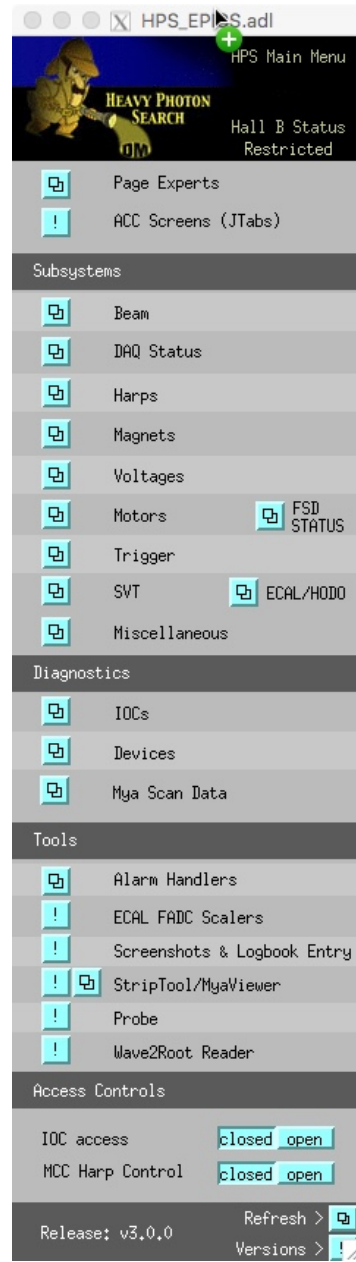 HPS_EPICS.adl
HPS Main Menu
HEAVY PHOTON
SEARCH
Hall B Status
Restricted
Page Experts
! ACC Screens (JTabs)
Subsystems
Beam
DAQ Status
Harps
Magnets
Voltages
Motors
FSD
STATUS
Trigger
SVT
ECAL/HODO
Miscellaneous
Diagnostics
IOCs
Devices
Mya Scan Data
Tools
Alarm Handlers
! ECAL FADC Scalers
! Screenshots & Logbook Entry
! StripTool/MyaViewer
! Probe
! Wave2Root Reader
Access Controls
IOC access closed open
MCC Harp Control closed open
Refresh >
Release: v3.0.0
Versions > !